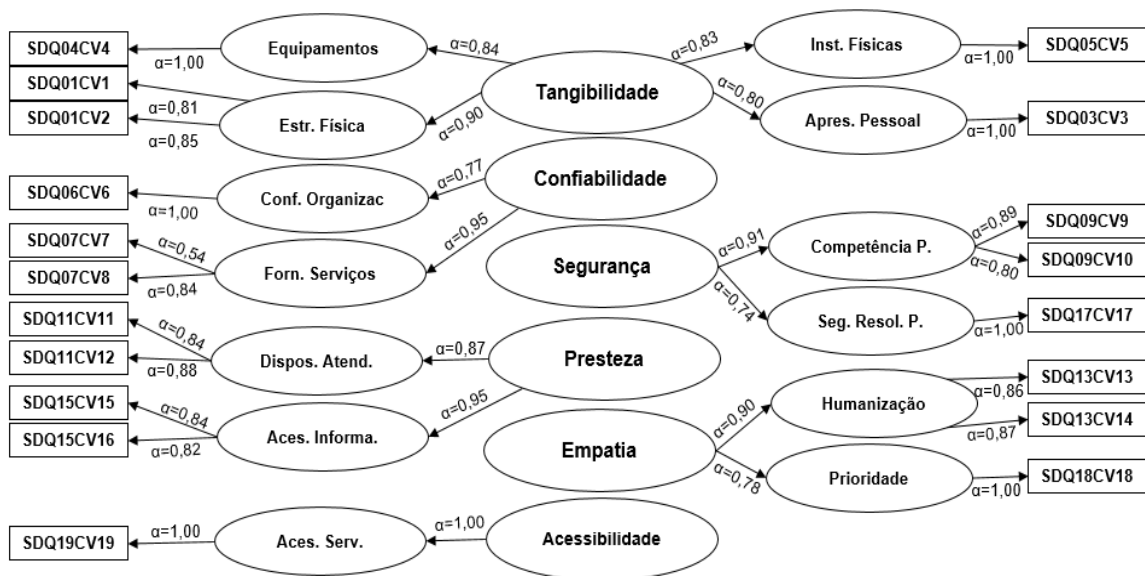 SDQ04CV4
α=1,00
Equipamentos
α=0,84
Tangibilidade
α=0,83
Inst. Físicas
α=1,00
SDQ05CV5
SDQ01CV1
α=0,81
SDQ01CV2
α=0,85
Estr. Física
α=0,90
α=0,80
Apres. Pessoal
α=1,00
SDQ03CV3
SDQ06CV6
α=1,00
Conf. Organizac
α=0,77
Confiabilidade
SDQ07CV7
α=0,54
SDQ07CV8
α=0,84
Forn. Serviços
α=0,95
Segurança
α=0,91
Competência P.
α=0,89
SDQ09CV9
α=0,80
SDQ09CV10
α=0,74
Seg. Resol. P.
α=1,00
SDQ17CV17
SDQ11CV11
α=0,84
SDQ11CV12
α=0,88
Dispos. Atend.
α=0,87
Presteza
SDQ15CV15
α=0,84
SDQ15CV16
α=0,82
Aces. Informa.
α=0,95
Empatia
α=0,90
Humanização
α=0,86
SDQ13CV13
α=0,87
SDQ13CV14
α=0,78
Prioridade
α=1,00
SDQ18CV18
SDQ19CV19
α=1,00
Aces. Serv.
α=1,00
Acessibilidade